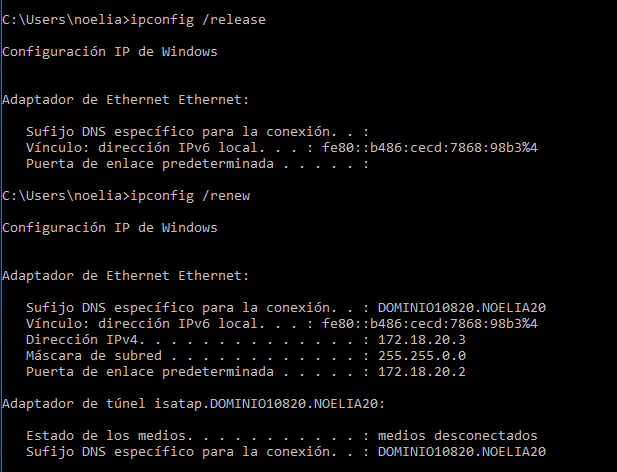 C:\Users\noelia>ipconfig /release
Configuración IP de Windows
Adaptador de Ethernet Ethernet:
Sufijo DNS específico para la conexión. . :
Vínculo: dirección IPv6 local. . . : fe80::b486:cecd:7868:98b3%4
Puerta de enlace predeterminada . . . . . :
C:\Users\noelia>ipconfig /renew
Configuración IP de Windows
Adaptador de Ethernet Ethernet:
Sufijo DNS específico para la conexión. . : DOMINIO10820.NOELIA20
Vínculo: dirección IPv6 local. . . : fe80::b486:cecd:7868:98b3%4
Dirección IPv4. . . . . . . . . . . . . . : 172.18.20.3
Máscara de subred . . . . . . . . . . . . : 255.255.0.0
Puerta de enlace predeterminada . . . . . : 172.18.20.2
Adaptador de túnel isatap.DOMINIO10820.NOELIA20:
Estado de los medios. . . . . . . . . . . : medios desconectados
Sufijo DNS específico para la conexión. . : DOMINIO10820.NOELIA20